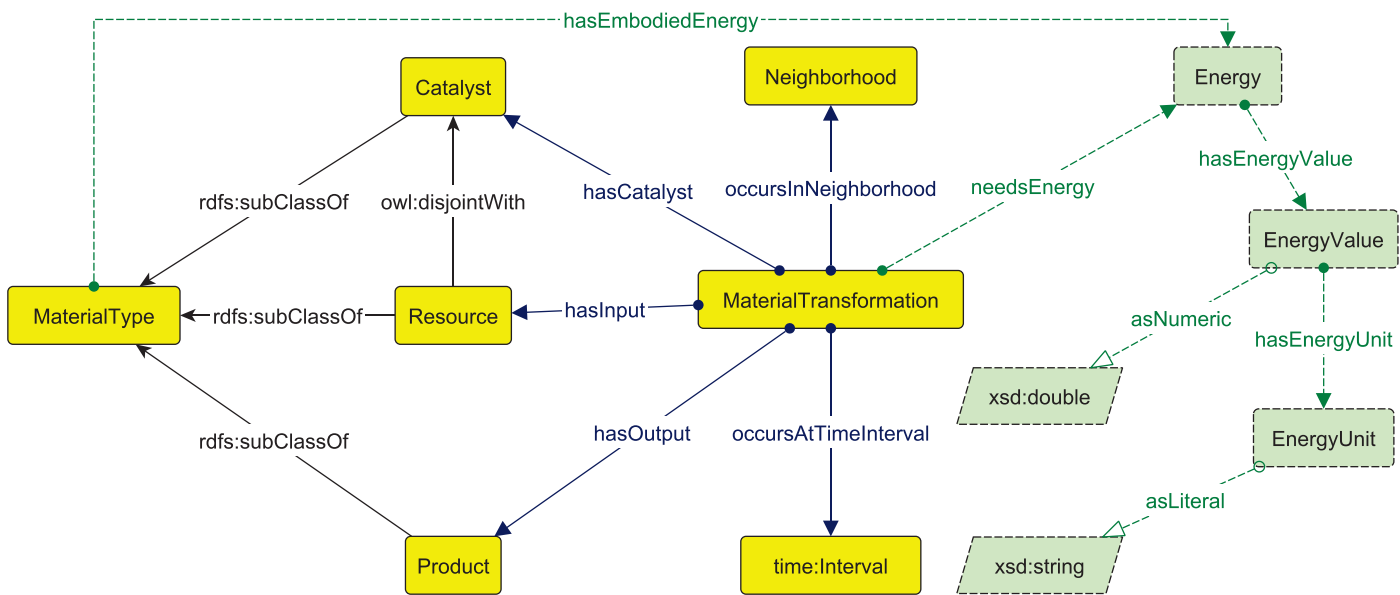 hasEmbodiedEnergy
Catalyst
Neighborhood
Energy
hasEnergyValue
rdfs:subClassOf
owl:disjointWith
hasCatalyst
occursInNeighborhood
needsEnergy
EnergyValue
MaterialType
rdfs:subClassOf
Resource
hasInput
MaterialTransformation
asNumeric
hasEnergyUnit
xsd:double
rdfs:subClassOf
hasOutput
occursAtTimeInterval
EnergyUnit
asLiteral
Product
time:Interval
xsd:string